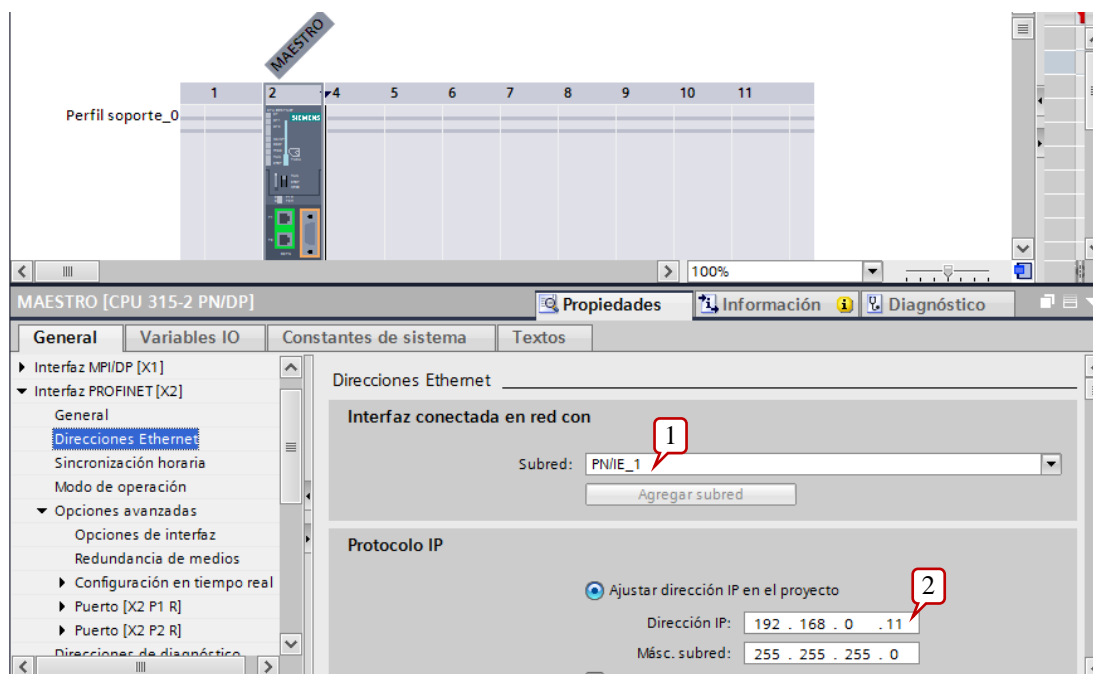 MAESTRO
1 2 4 5 6 7 8 9 10 11
Perfil soporte_0
SIEMENS
100%
MAESTRO [CPU 315-2 PN/DP]
Propiedades Información Diagnóstico
General Variables IO Constantes de sistema Textos
Interfaz MPI/DP [X1]
Interfaz PROFINET [X2]
General
Direcciones Ethernet
Sincronización horaria
Modo de operación
Opciones avanzadas
Opciones de interfaz
Redundancia de medios
Configuración en tiempo real
Puerto [X2 P1 R]
Puerto [X2 P2 R]
Direcciones de diagnóstico
Direcciones Ethernet
Interfaz conectada en red con
1
Subred: PN/IE_1
Agregar subred
Protocolo IP
2
Ajustar dirección IP en el proyecto
Dirección IP: 192 . 168 . 0 . 11
Másc. subred: 255 . 255 . 255 . 0